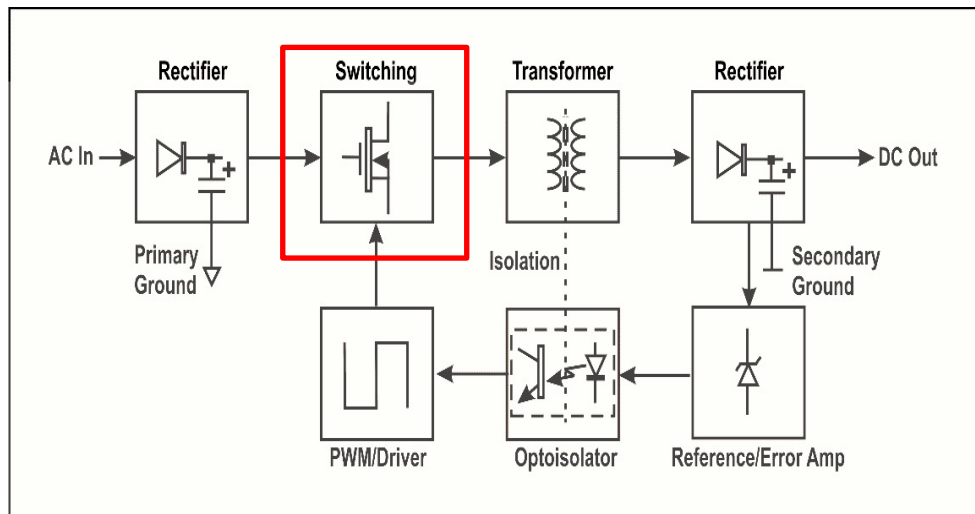 Rectifier
Switching
Transformer
Rectifier
AC In
+
+
DC Out
Primary
Ground
Isolation
Secondary
Ground
PWM/Driver
Optoisolator
Reference/Error Amp